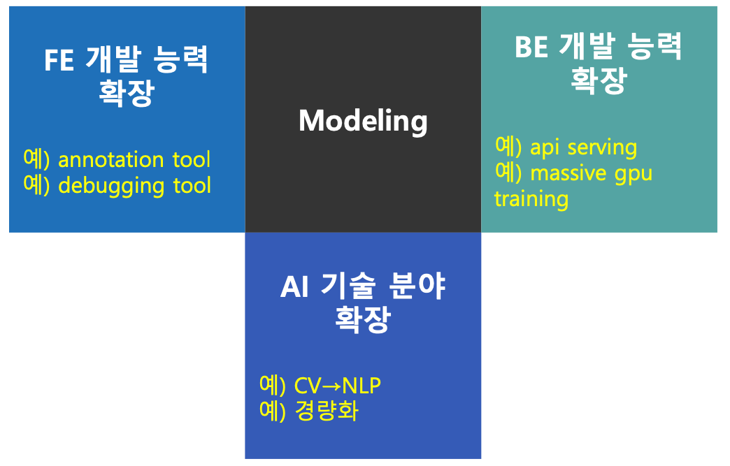 FE 개발 능력
확장
예) annotation tool
예) debugging tool
Modeling
BE 개발 능력
확장
예) api serving
예) massive gpu
training
AI 기술 분야
확장
예) CV→NLP
예) 경량화